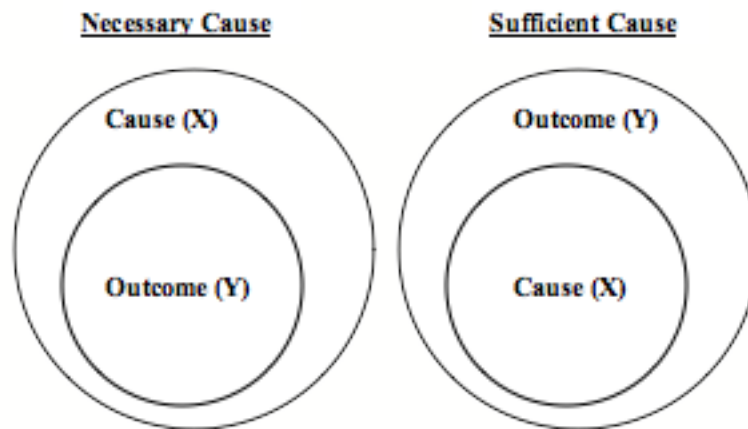 Necessary Cause
Sufficient Cause
Cause (X)
Outcome (Y)
Outcome (Y)
Cause (X)